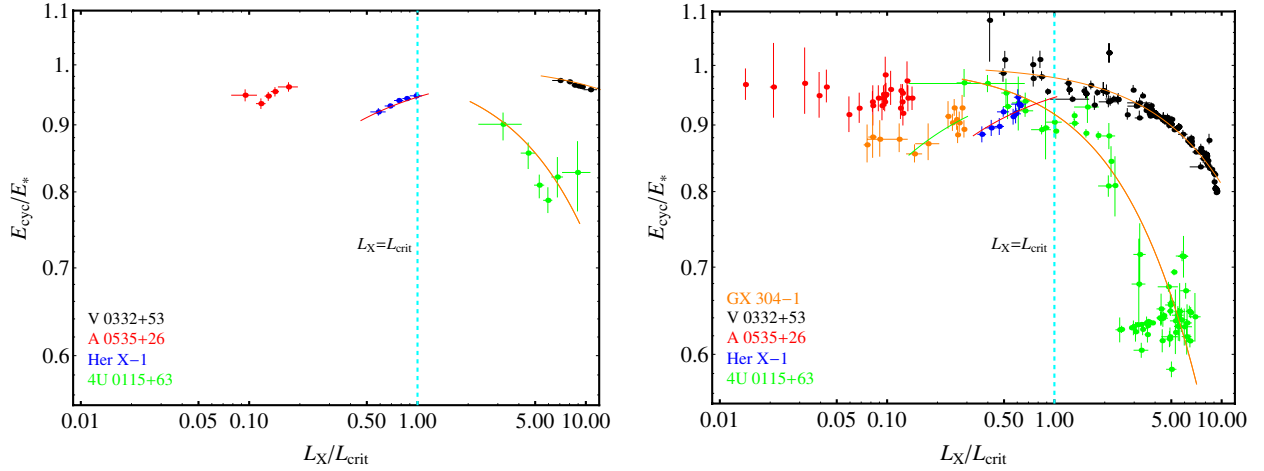 1.1
1.
0.9
0.8
0.7
0.6
E_cyc/E_*
L_X=L_crit
V 0332+53
A 0535+26
Her X−1
4U 0115+63
0.01 0.05 0.10 0.50 1.00 5.00 10.00
L_X/L_crit
1.1
1.
0.9
0.8
0.7
0.6
E_cyc/E_*
L_X=L_crit
GX 304−1
V 0332+53
A 0535+26
Her X−1
4U 0115+63
0.01 0.05 0.10 0.50 1.00 5.00 10.00
L_X/L_crit